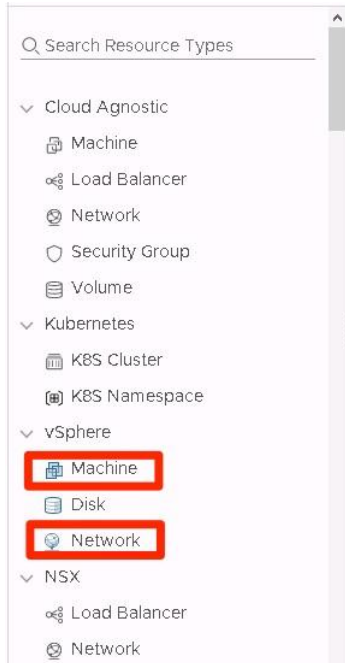 Search Resource Types
Cloud Agnostic
Machine
Load Balancer
Network
Security Group
Volume
Kubernetes
K8S Cluster
K8S Namespace
vSphere
Machine
Disk
Network
NSX
Load Balancer
Network